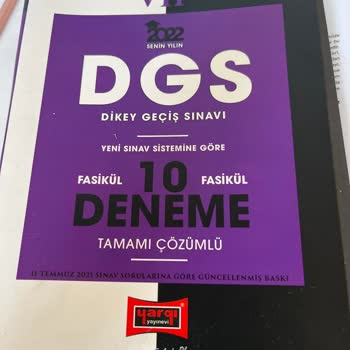 2022
SENİN YILIN
DGS
DİKEY GEÇİŞ SINAVI
YENİ SINAV SİSTEMİNE GÖRE
FASİKÜL 10 FASİKÜL
DENEME
TAMAMI ÇÖZÜMLÜ
11 TEMMUZ 2021 SINAV SORULARINA GÖRE GÜNCELLENMİŞ BASKI
yargı
yayınevi